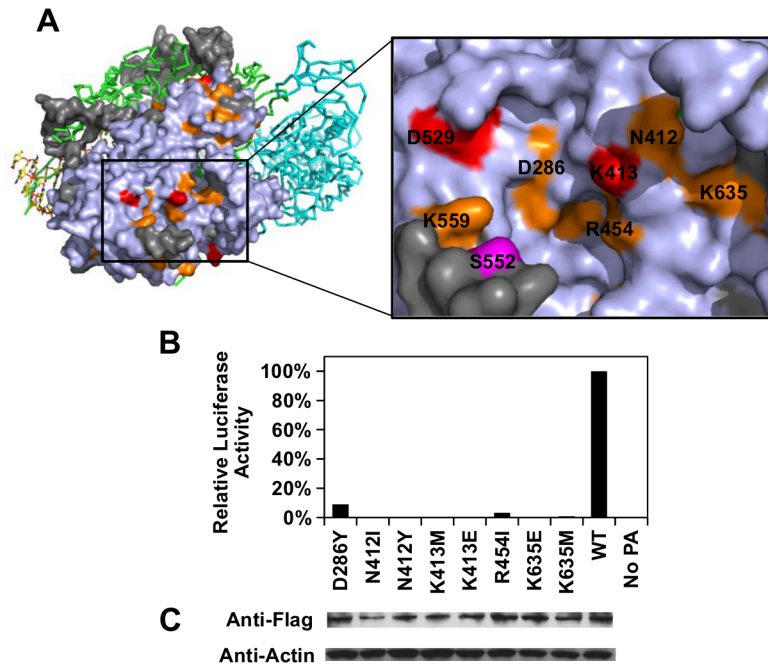 A
D529
N412
D286
K413
K635
K559
R454
S552
B
Relative Luciferase
Activity
100%
80%
60%
40%
20%
0%
D286Y
N412I
N412Y
K413M
K413E
R454I
K635E
K635M
WT
No PA
C
Anti-Flag
Anti-Actin